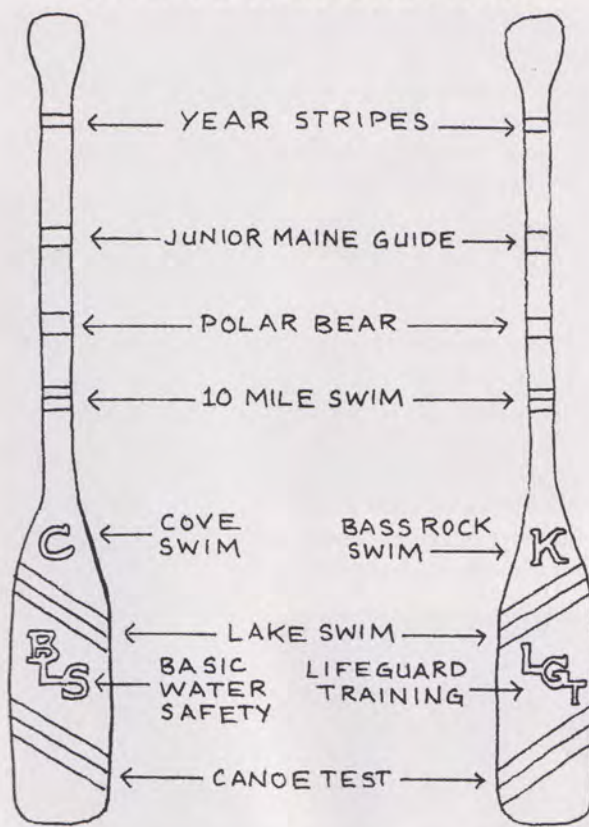 YEAR STRIPES
JUNIOR MAINE GUIDE
POLAR BEAR
10 MILE SWIM
C
COVE
SWIM
BASS ROCK
SWIM
K
LAKE SWIM
BLS
BASIC
WATER
SAFETY
LIFEGUARD
TRAINING
LGT
CANOE TEST